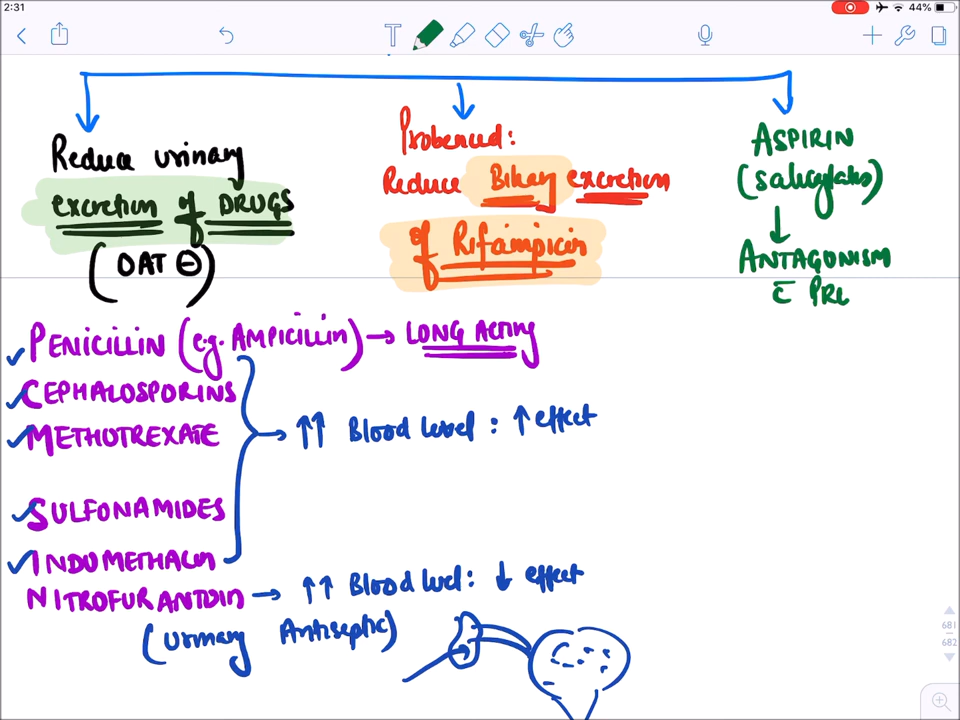 2:31
44%
T
Reduce urinary
excretion of DRUGS
(OAT ⊖)
Probenecid:
Reduce Biliary excretion
of Rifampicin
ASPIRIN
(Salicylates)
↓
ANTAGONISM
c̄ PRB
✓PENICILLIN (e.g. AMPICILLIN) → LONG ACTING
✓CEPHALOSPORINS
✓METHOTREXATE
→ ↑↑ Blood level : ↑ effect
✓SULFONAMIDES
✓INDOMETHACIN
NITROFURANTOIN → ↑↑ Blood level : ↓ effect
(Urinary Antiseptic)
681
682